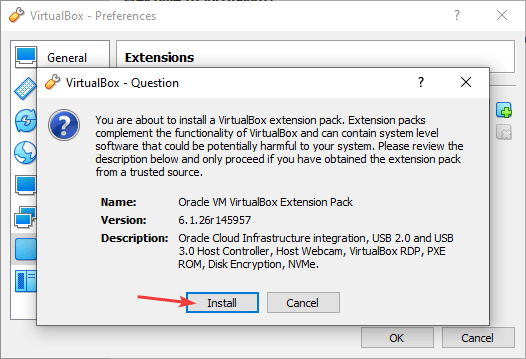 VirtualBox - Preferences
General
Extensions
VirtualBox - Question
You are about to install a VirtualBox extension pack. Extension packs
complement the functionality of VirtualBox and can contain system level
software that could be potentially harmful to your system. Please review the
description below and only proceed if you have obtained the extension pack
from a trusted source.
Name: Oracle VM VirtualBox Extension Pack
Version: 6.1.26r145957
Description: Oracle Cloud Infrastructure integration, USB 2.0 and USB
3.0 Host Controller, Host Webcam, VirtualBox RDP, PXE
ROM, Disk Encryption, NVMe.
Install Cancel
OK Cancel